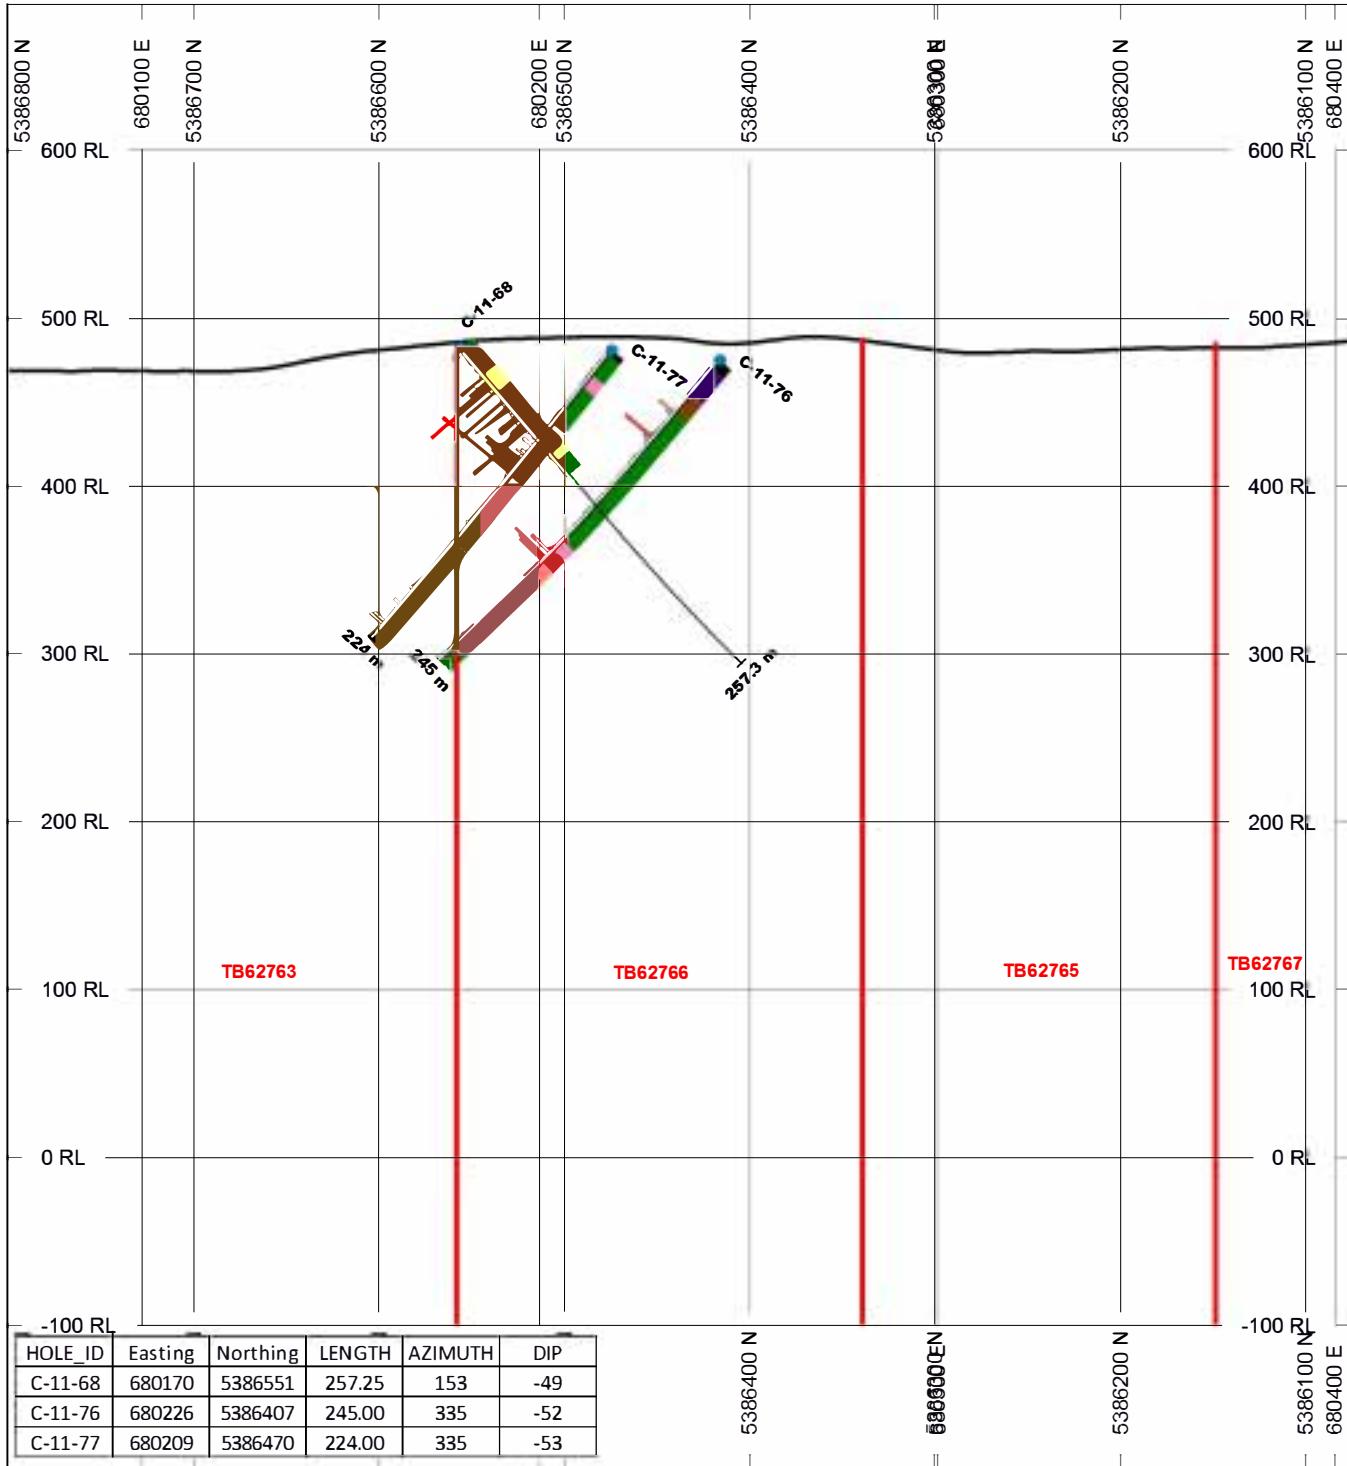 5386800 N
680100 E
5386700 N
5386600 N
680200 E
5386500 N
5386400 N
680300 E
5386200 N
5386100 N
680400 E
600 RL
600 RL
C-11-68
500 RL
500 RL
C-11-77
C-11-76
400 RL
400 RL
224 m
245 m
257.3 m
300 RL
300 RL
200 RL
200 RL
TB62763
TB62766
TB62765
TB62767
100 RL
100 RL
0 RL
0 RL
-100 RL
-100 RL
HOLE_ID Easting Northing LENGTH AZIMUTH DIP
C-11-68 680170 5386551 257.25 153 -49
C-11-76 680226 5386407 245.00 335 -52
C-11-77 680209 5386470 224.00 335 -53
5386400 N
5386200 N
5386100 N
680400 E